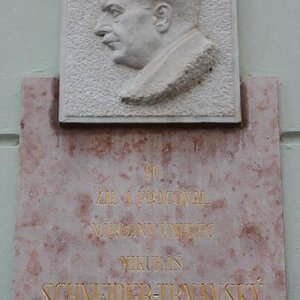 TU
ŽIL A PRACOVAL
NÁRODNÝ UMELEC
MIKULÁŠ
SCHNEIDER-TRNAVSKÝ